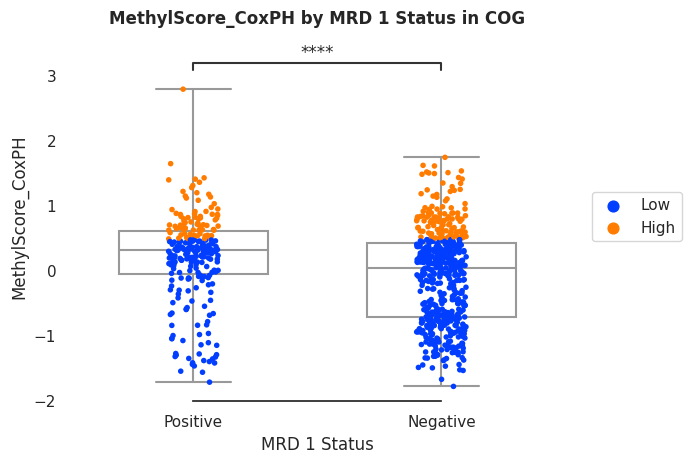 MethylScore_CoxPH by MRD 1 Status in COG
****
3
2
1
0
−1
−2
MethylScore_CoxPH
Positive
Negative
MRD 1 Status
Low
High